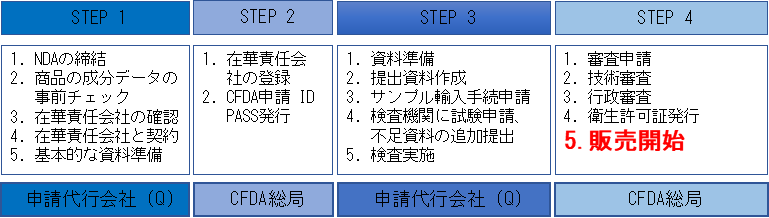 STEP 1
1. NDAの締結
2. 商品の成分データの
事前チェック
3. 在華責任会社の確認
4. 在華責任会社と契約
5. 基本的な資料準備
申請代行会社（Q）
STEP 2
1. 在華責任会
社の登録
2. CFDA申請 ID
PASS発行
CFDA総局
STEP 3
1. 資料準備
2. 提出資料作成
3. サンプル輸入手続申請
4. 検査機関に試験申請、
不足資料の追加提出
5. 検査実施
申請代行会社（Q）
STEP 4
1. 審査申請
2. 技術審査
3. 行政審査
4. 衛生許可証発行
5. 販売開始
CFDA総局